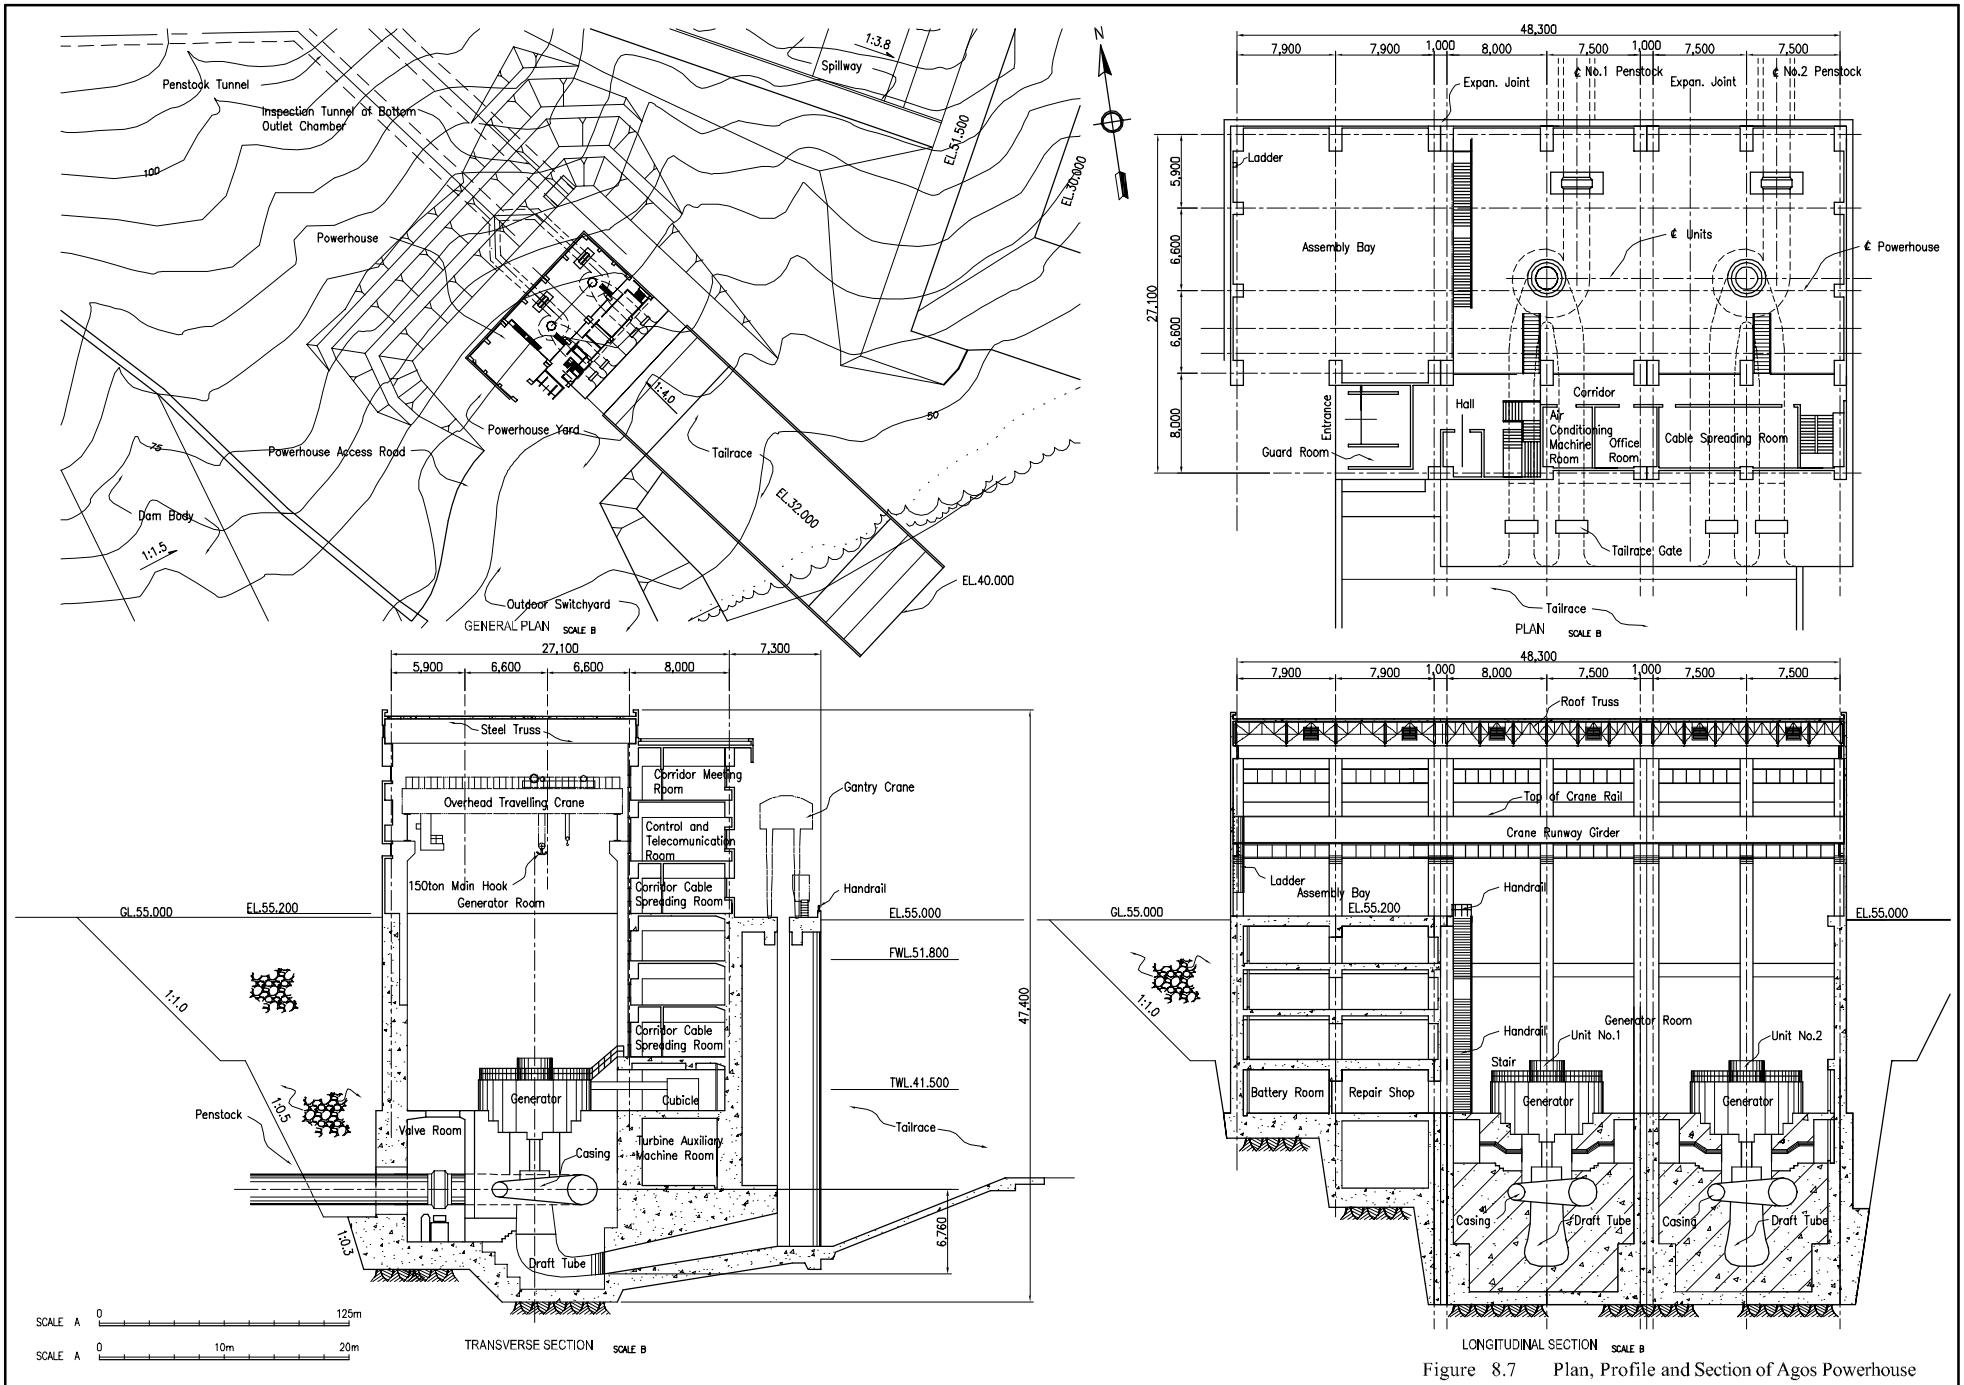 Penstock Tunnel
Inspection Tunnel of Bottom
Outlet Chamber
100
Powerhouse
1:3.8
Spillway
EL.51.500
EL.30.000
N
Powerhouse Yard
Powerhouse Access Road
75
Dam Body
1:1.5
1:4.0
Tailrace
50
EL.32.000
EL.40.000
Outdoor Switchyard
GENERAL PLAN SCALE B
48,300
7,900 7,900 1,000 8,000 7,500 1,000 7,500 7,500
Expan. Joint
℄ No.1 Penstock
Expan. Joint
℄ No.2 Penstock
Ladder
5,900
6,600
27,100
6,600
8,000
Assembly Bay
℄ Units
℄ Powerhouse
Entrance
Guard Room
Hall
Corridor
Air
Conditioning
Machine
Room
Office
Room
Cable Spreading Room
Tailrace Gate
Tailrace
PLAN SCALE B
27,100 7,300
5,900 6,600 6,600 8,000
Steel Truss
Corridor Meeting
Room
Overhead Travelling Crane
Control and
Telecomunication
Room
Gantry Crane
150ton Main Hook
Generator Room
Corridor Cable
Spreading Room
Handrail
GL.55.000
EL.55.200
EL.55.000
FWL.51.800
1:1.0
47,400
Corridor Cable
Spreading Room
TWL.41.500
1:0.5
Generator
Cubicle
Penstock
Valve Room
Turbine Auxiliary
Machine Room
Casing
Tailrace
6,760
1:0.3
Draft Tube
SCALE A 0 125m
SCALE A 0 10m 20m
TRANSVERSE SECTION SCALE B
48,300
7,900 7,900 1,000 8,000 7,500 1,000 7,500 7,500
Roof Truss
Top of Crane Rail
Crane Runway Girder
Ladder
Assembly Bay
Handrail
GL.55.000
EL.55.200
EL.55.000
1:1.0
Generator Room
Handrail
Unit No.1
Unit No.2
Stair
Battery Room
Repair Shop
Generator
Generator
Casing
Draft Tube
Casing
Draft Tube
LONGITUDINAL SECTION SCALE B
Figure 8.7 Plan, Profile and Section of Agos Powerhouse